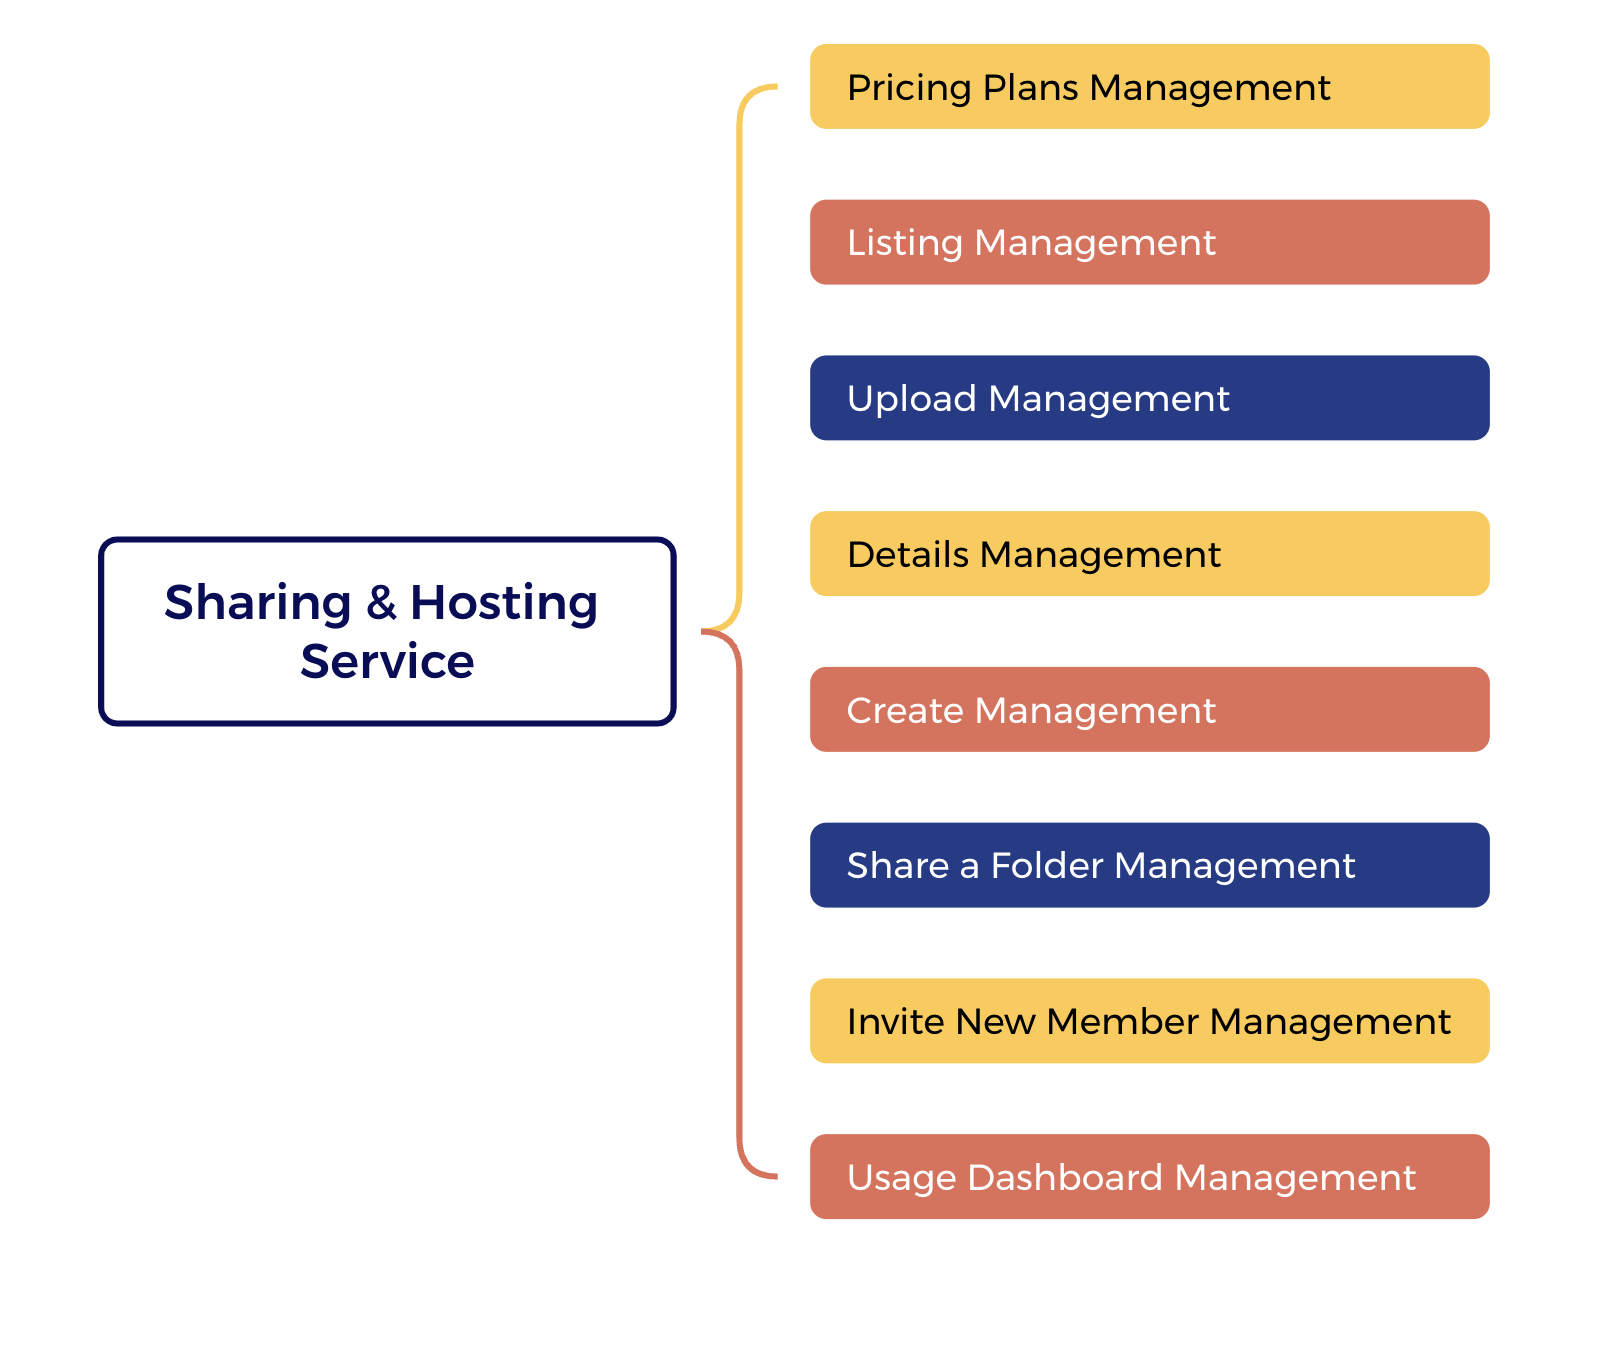 Pricing Plans Management
Listing Management
Upload Management
Details Management
Sharing & Hosting
Service
Create Management
Share a Folder Management
Invite New Member Management
Usage Dashboard Management